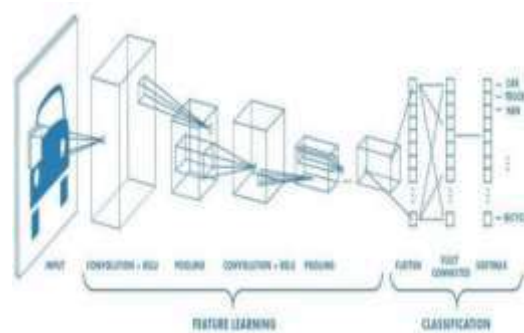 CAR
TRUCK
VAN
BICYCLE
INPUT
CONVOLUTION + RELU
POOLING
CONVOLUTION + RELU
POOLING
FLATTEN
FULLY
CONNECTED
SOFTMAX
FEATURE LEARNING
CLASSIFICATION